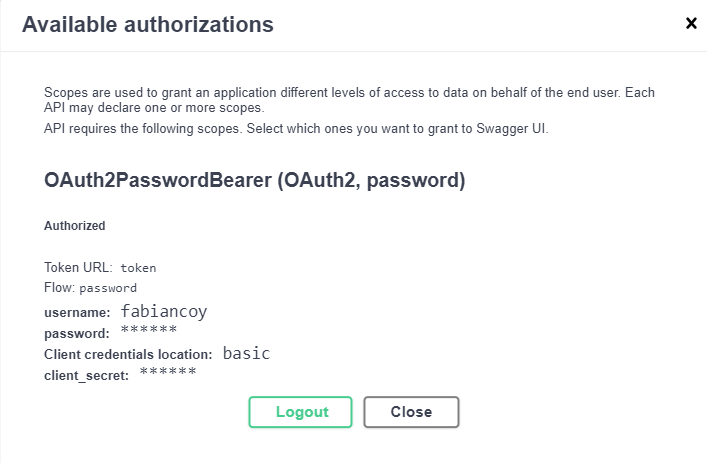 Available authorizations
Scopes are used to grant an application different levels of access to data on behalf of the end user. Each
API may declare one or more scopes.
API requires the following scopes. Select which ones you want to grant to Swagger UI.
OAuth2PasswordBearer (OAuth2, password)
Authorized
Token URL: token
Flow: password
username: fabiancoy
password: ******
Client credentials location: basic
client_secret: ******
Logout Close